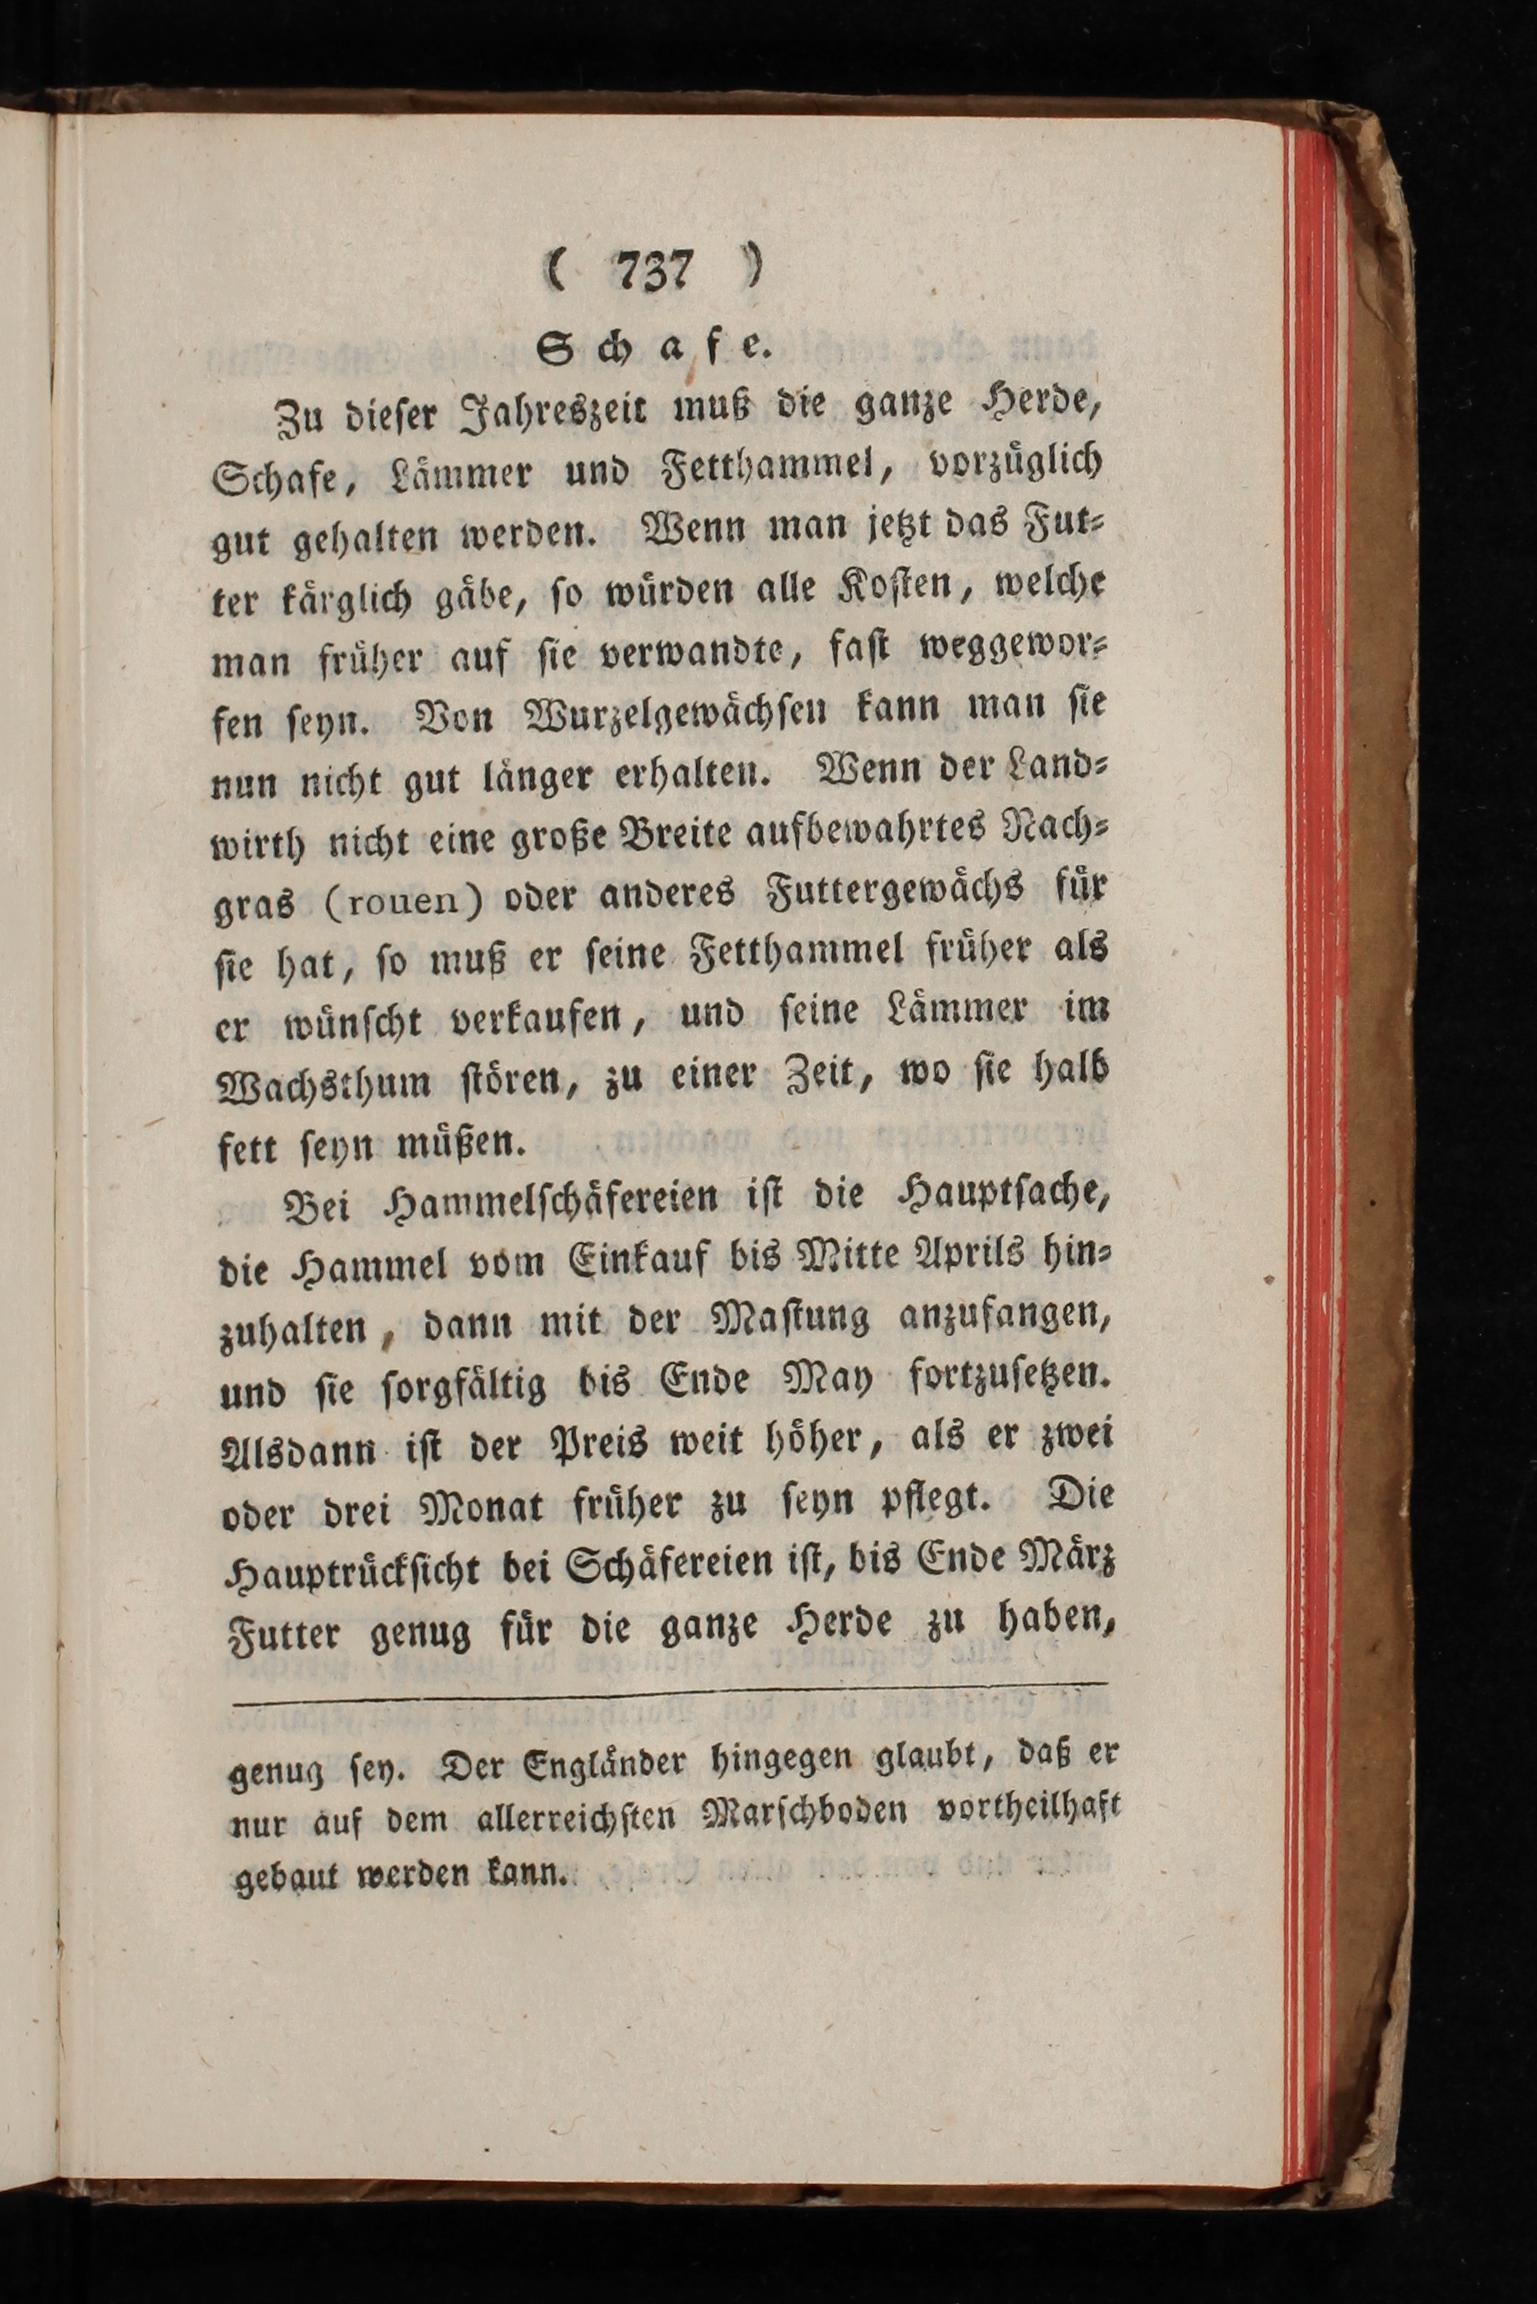 ( 737 )
Schafe.
Zu dieſer Jahreszeit muß die ganze Herde,
Schafe, Lämmer und Fetthammel, vorzüglich
gut gehalten werden. Wenn man jetzt das Fut⸗
ter kärglich gäbe, ſo würden alle Koſten, welche
man früher auf ſie verwandte, faſt weggewor⸗
fen ſeyn. Von Wurzelgewächſen kann man ſie
nun nicht gut länger erhalten. Wenn der Land⸗
wirth nicht eine große Breite aufbewahrtes Nach⸗
gras (rouen) oder anderes Futtergewächs für
ſie hat, ſo muß er ſeine Fetthammel früher als
er wünſcht verkaufen, und ſeine Lämmer im
Wachsthum ſtören, zu einer Zeit, wo ſie halb
fett ſeyn müßen.
Bei Hammelſchäfereien iſt die Hauptſache,
die Hammel vom Einkauf bis Mitte Aprils hin⸗
zuhalten, dann mit der Maſtung anzufangen,
und ſie ſorgfältig bis Ende May fortzuſetzen.
Alsdann iſt der Preis weit höher, als er zwei
oder drei Monat früher zu ſeyn pflegt. Die
Hauptrückſicht bei Schäfereien iſt, bis Ende März
Futter genug für die ganze Herde zu haben,
genug ſey. Der Engländer hingegen glaubt, daß er
nur auf dem allerreichſten Marſchboden vortheilhaft
gebaut werden kann.